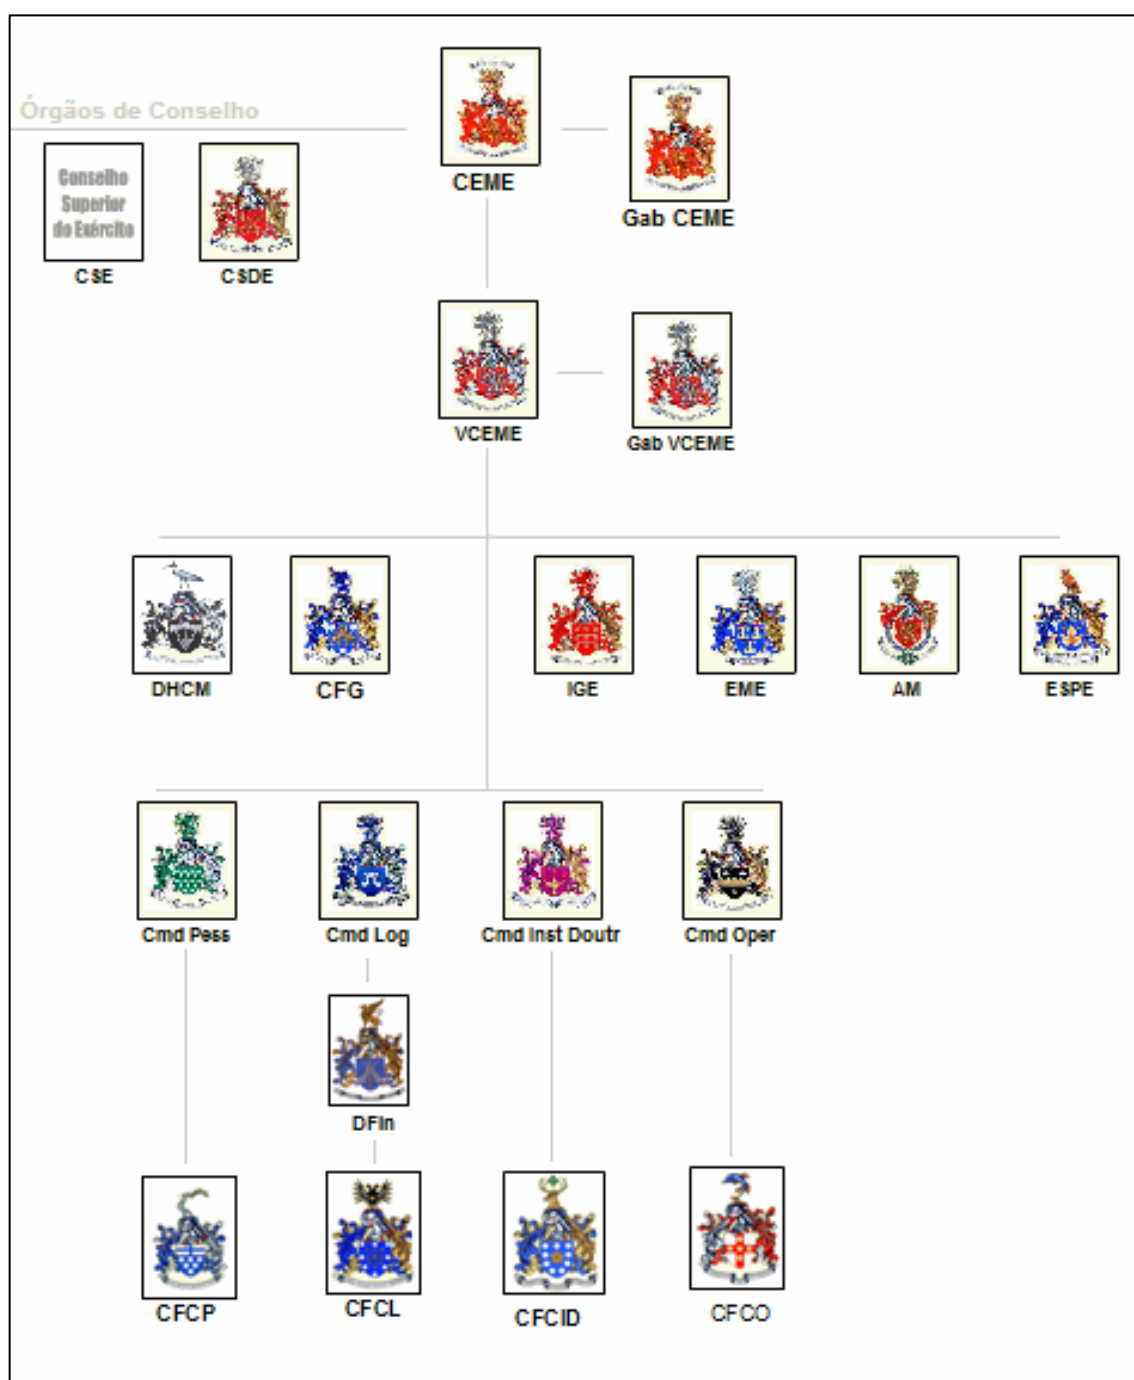 Órgãos de Conselho
Conselho
Superior
do Exército
CSE
CSDE
CEME
Gab CEME
VCEME
Gab VCEME
DHCM
CFG
IGE
EME
AM
ESPE
Cmd Pess
Cmd Log
Cmd Inst Doutr
Cmd Oper
DFin
CFCP
CFCL
CFCID
CFCO